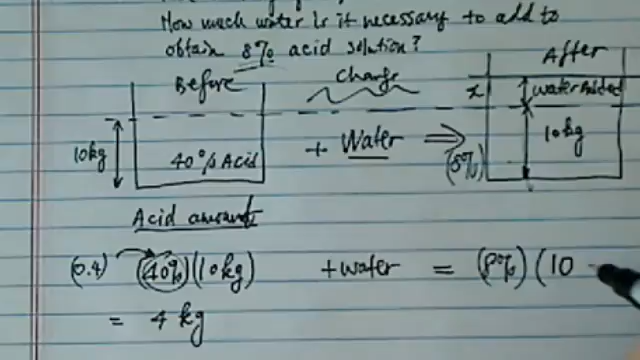 How much water is it necessary to add to
obtain 8% acid solution?
Before
Change
After
x
water Added
10kg
40% Acid
+ Water ⇒
(8%)
10kg
Acid amount
(0.4) (40%)(10kg) + water = (8%) (10
= 4 kg